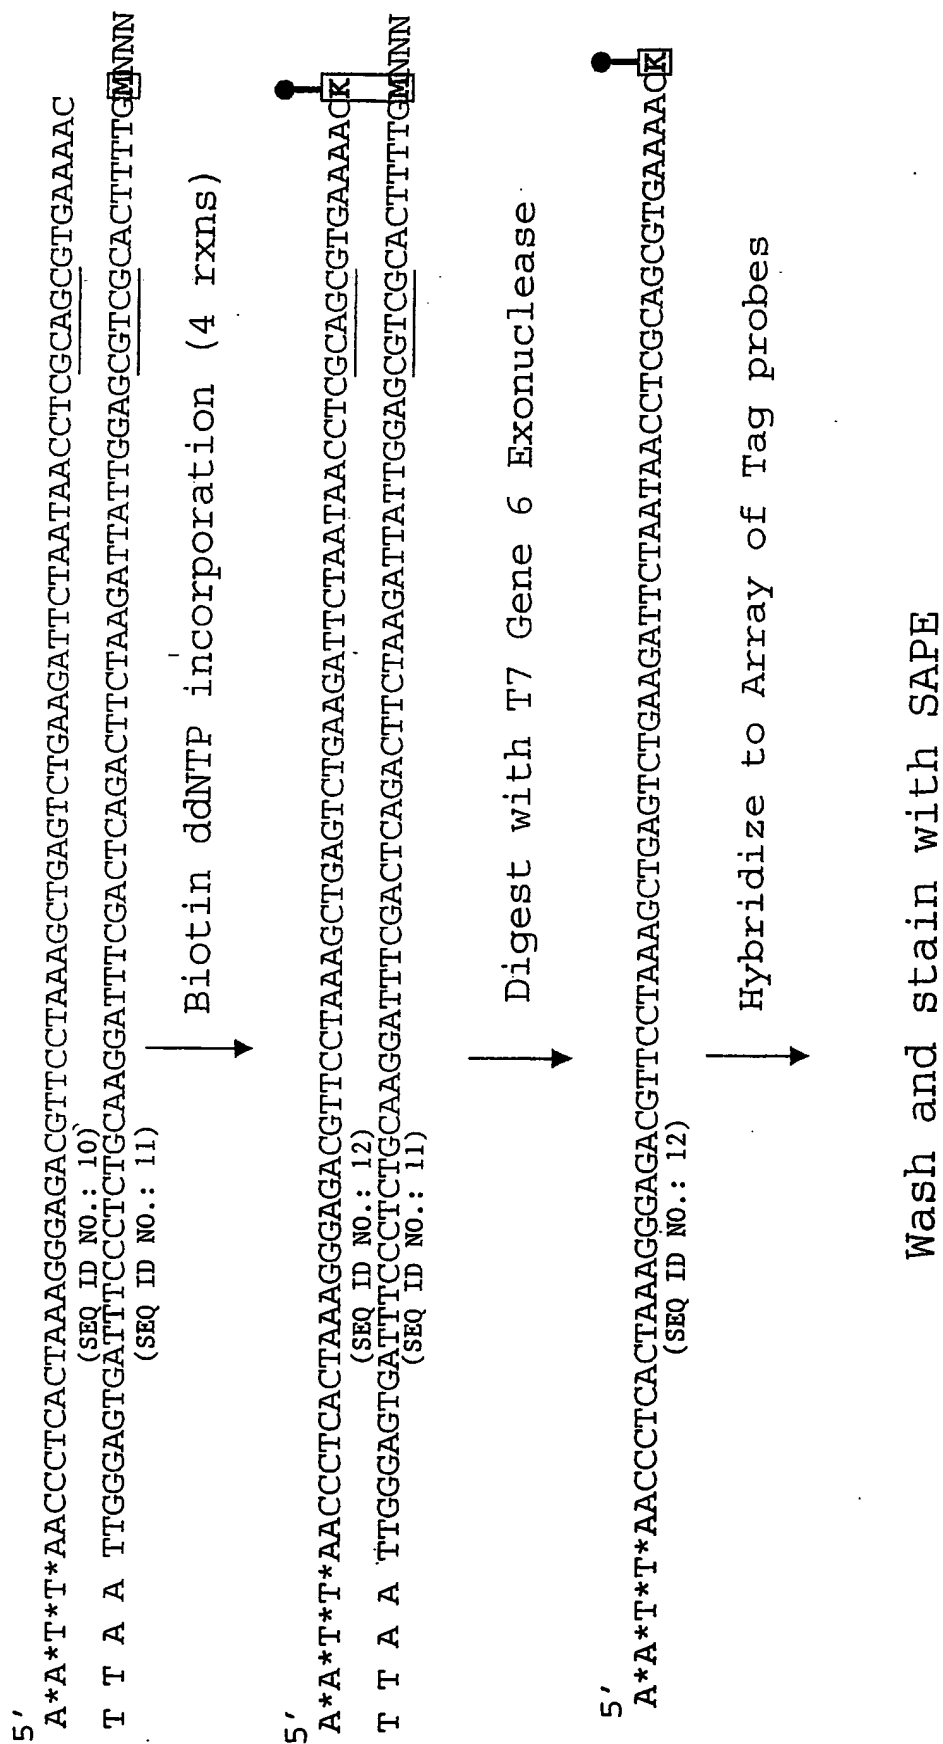 5'
A*A*T*T*AACCCTCACTAAAGGGAGACGTTCCTAAAGCTGAGTCTGAAGATTCTAATAACCTCGCAGCGTGAAAAC
(SEQ ID NO.: 10)
T T A A TTGGGAGTGATTTCCCTCTGCAAGGATTTCGACTCAGACTTCTAAGATTATTGGAGCGTCGCACTTTTGMNNN
(SEQ ID NO.: 11)
Biotin ddNTP incorporation (4 rxns)
5'
A*A*T*T*AACCCTCACTAAAGGGAGACGTTCCTAAAGCTGAGTCTGAAGATTCTAATAACCTCGCAGCGTGAAAACK
(SEQ ID NO.: 12)
T T A A TTGGGAGTGATTTCCCTCTGCAAGGATTTCGACTCAGACTTCTAAGATTATTGGAGCGTCGCACTTTTGMNNN
(SEQ ID NO.: 11)
Digest with T7 Gene 6 Exonuclease
5'
A*A*T*T*AACCCTCACTAAAGGGAGACGTTCCTAAAGCTGAGTCTGAAGATTCTAATAACCTCGCAGCGTGAAAACK
(SEQ ID NO.: 12)
Hybridize to Array of Tag probes
Wash and stain with SAPE